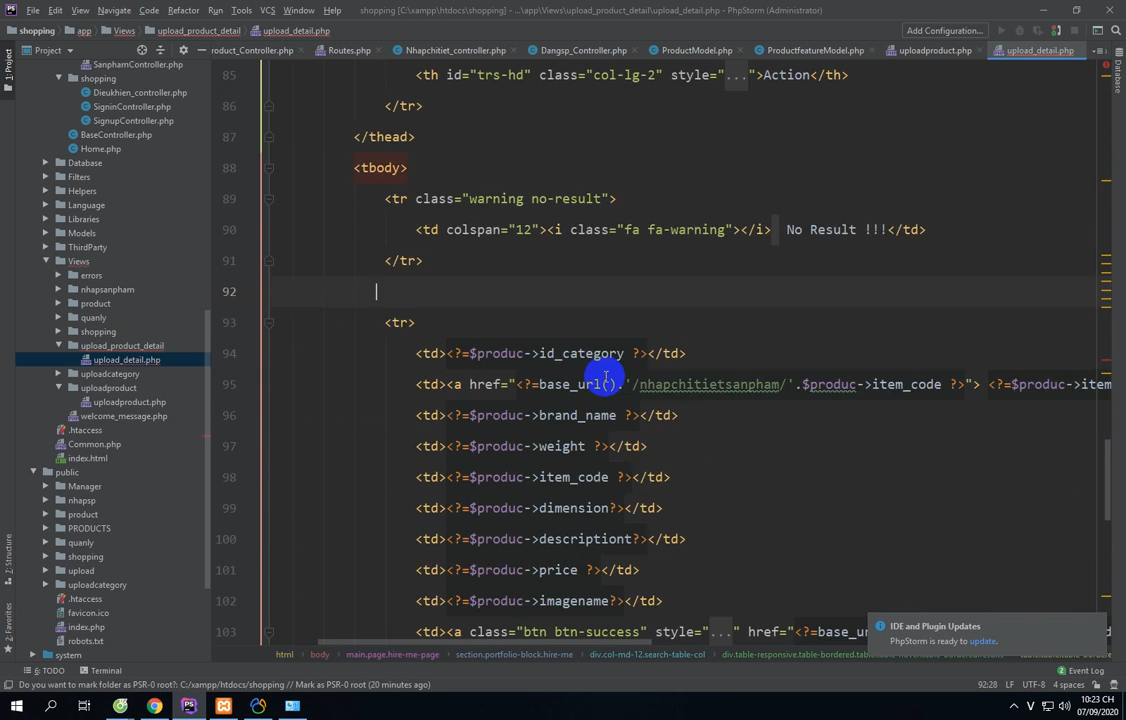 PS File Edit View Navigate Code Refactor Run Tools VCS Window Help shopping [C:\xampp\htdocs\shopping] - ...\app\Views\upload_product_detail\upload_detail.php - PhpStorm (Administrator)
shopping app Views upload_product_detail upload_detail.php Add Configuration...
Project roduct_Controller.php Routes.php Nhapchitiet_controller.php Dangsp_Controller.php ProductModel.php ProductfeatureModel.php uploadproduct.php upload_detail.php
1: Project
Database
SanphamController.php
shopping
Dieukhien_controller.php
SigninController.php
SignupController.php
BaseController.php
Home.php
Database
Filters
Helpers
Language
Libraries
Models
ThirdParty
Views
errors
nhapsanpham
product
quanly
shopping
upload_product_detail
upload_detail.php
uploadcategory
uploadproduct
uploadproduct.php
welcome_message.php
.htaccess
Common.php
index.html
public
Manager
nhapsp
product
PRODUCTS
quanly
shopping
upload
uploadcategory
.htaccess
favicon.ico
index.php
robots.txt
system
Z: Structure
2: Favorites
85 <th id="trs-hd" class="col-lg-2" style="...">Action</th>
86 </tr>
87 </thead>
88 <tbody>
89 <tr class="warning no-result">
90 <td colspan="12"><i class="fa fa-warning"></i> No Result !!!</td>
91 </tr>
92
93 <tr>
94 <td><?=$produc->id_category ?></td>
95 <td><a href="<?=base_url().'/nhapchitietsanpham/'.$produc->item_code ?>"> <?=$produc->item
96 <td><?=$produc->brand_name ?></td>
97 <td><?=$produc->weight ?></td>
98 <td><?=$produc->item_code ?></td>
99 <td><?=$produc->dimension?></td>
100 <td><?=$produc->descriptiont?></td>
101 <td><?=$produc->price ?></td>
102 <td><?=$produc->imagename?></td>
103 <td><a class="btn btn-success" style="..." href="<?=base_ur
IDE and Plugin Updates
PhpStorm is ready to update.
html body main.page.hire-me-page section.portfolio-block.hire-me div.col-md-12.search-table-col
6: TODO Terminal 2 Event Log
Do you want to mark folder as PSR-0 root?: C:/xampp/htdocs/shopping // Mark as PSR-0 root (20 minutes ago) 92:28 LF UTF-8 4 spaces
10:23 CH
07/09/2020